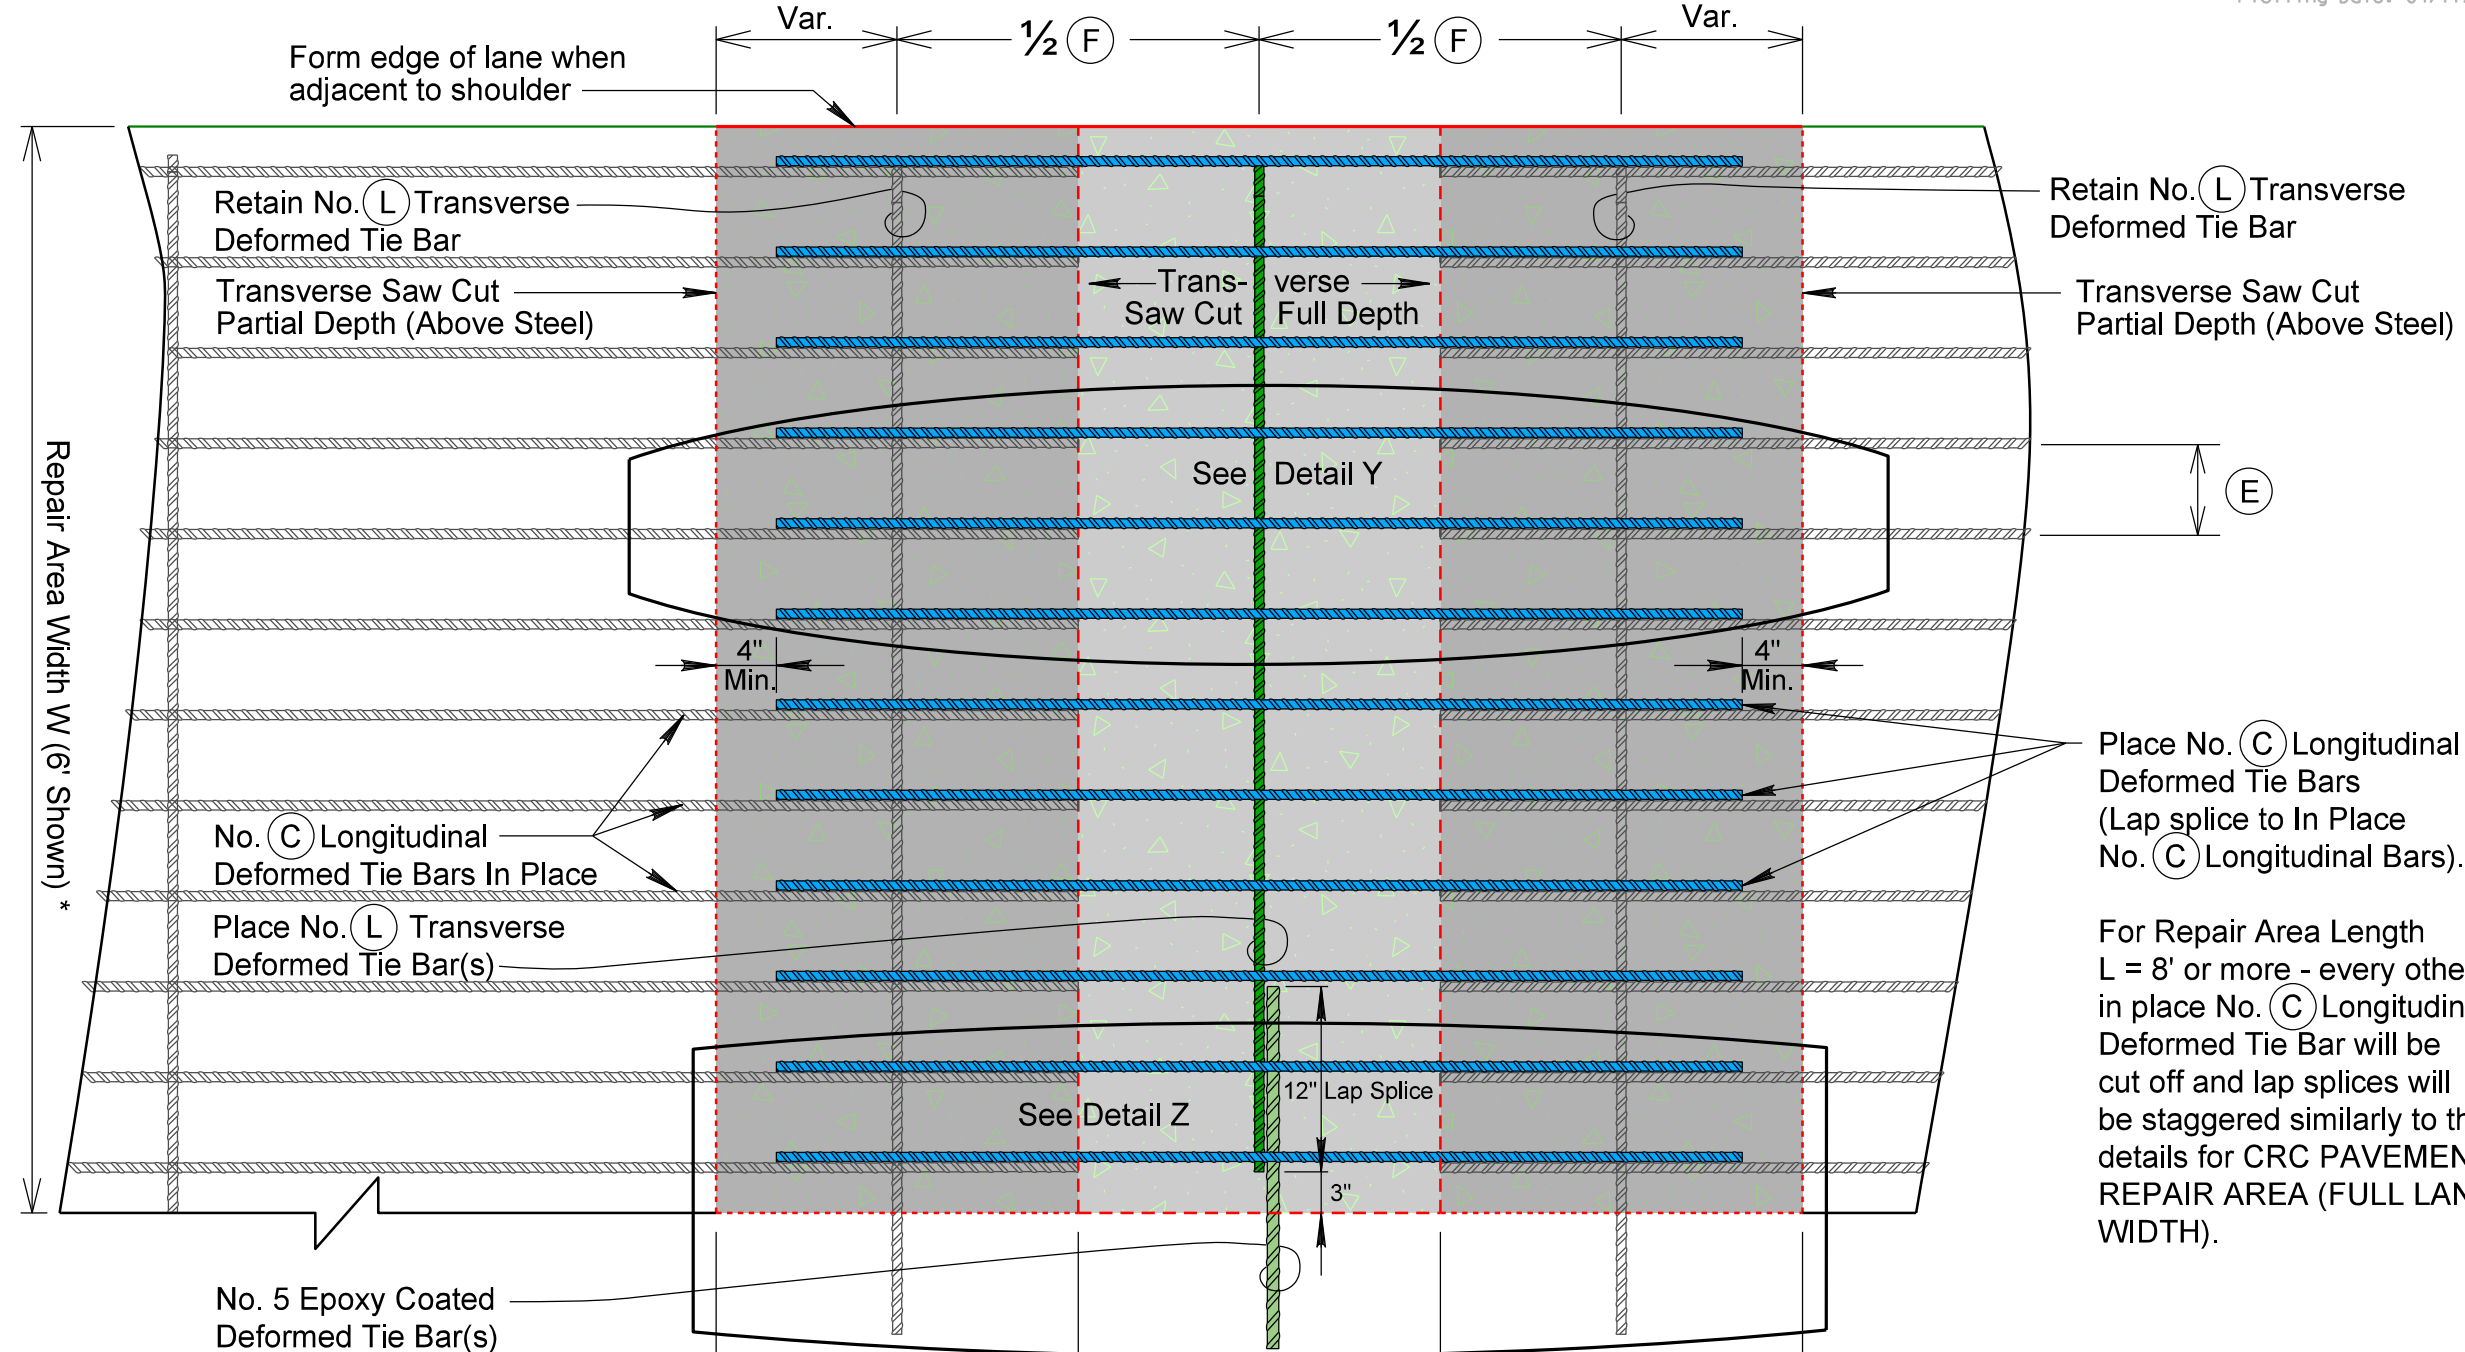 Var.
½ F
½ F
Var.
Form edge of lane when
adjacent to shoulder
Retain No. L Transverse
Deformed Tie Bar
Transverse Saw Cut
Partial Depth (Above Steel)
Trans- verse
Saw Cut Full Depth
Retain No. L Transverse
Deformed Tie Bar
Transverse Saw Cut
Partial Depth (Above Steel)
See Detail Y
E
Repair Area Width W (6' Shown) *
4"
Min.
4"
Min.
No. C Longitudinal
Deformed Tie Bars In Place
Place No. C Longitudinal
Deformed Tie Bars
(Lap splice to In Place
No. C Longitudinal Bars).
Place No. L Transverse
Deformed Tie Bar(s)
For Repair Area Length
L = 8' or more - every othe
in place No. C Longitudin
Deformed Tie Bar will be
cut off and lap splices will
be staggered similarly to th
details for CRC PAVEMEN
REPAIR AREA (FULL LAN
WIDTH).
12" Lap Splice
See Detail Z
3"
No. 5 Epoxy Coated
Deformed Tie Bar(s)